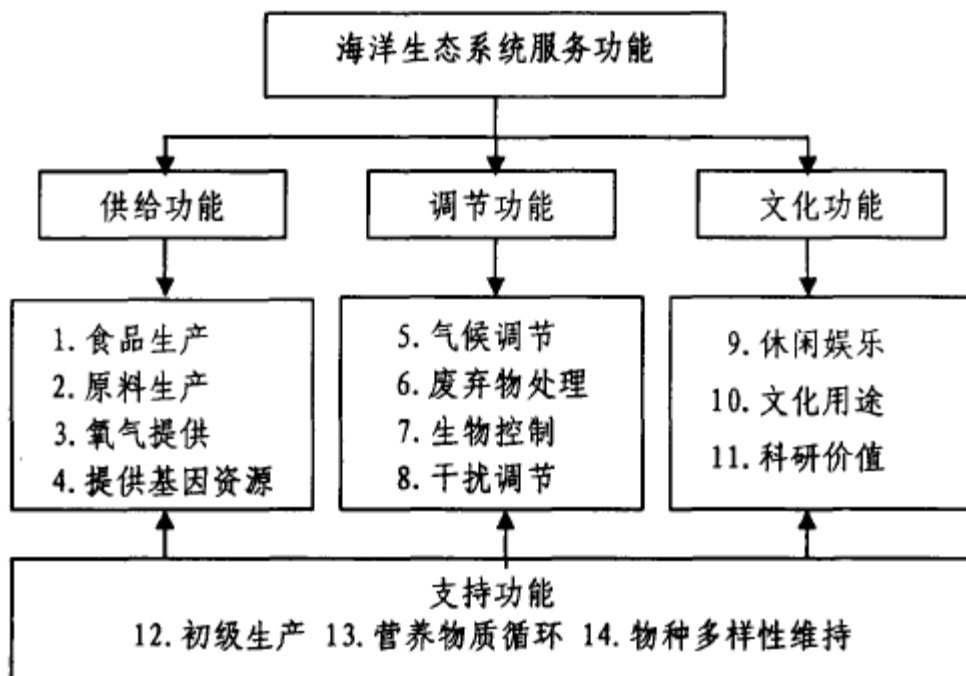 海洋生态系统服务功能
供给功能
调节功能
文化功能
1. 食品生产
2. 原料生产
3. 氧气提供
4. 提供基因资源
5. 气候调节
6. 废弃物处理
7. 生物控制
8. 干扰调节
9. 休闲娱乐
10. 文化用途
11. 科研价值
支持功能
12. 初级生产 13. 营养物质循环 14. 物种多样性维持